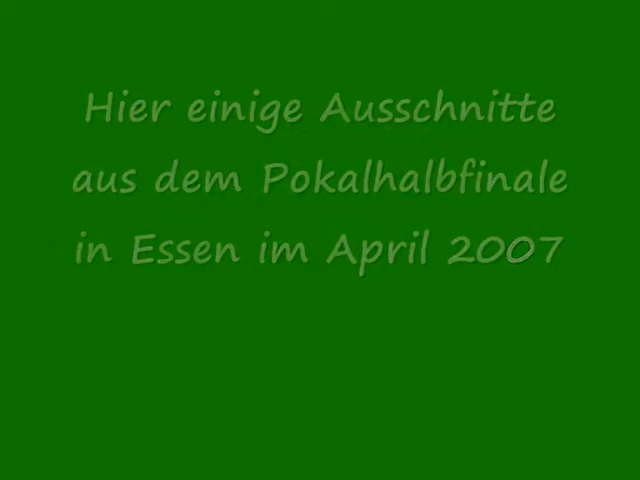 Hier einige Ausschnitte
aus dem Pokalhalbfinale
in Essen im April 2007